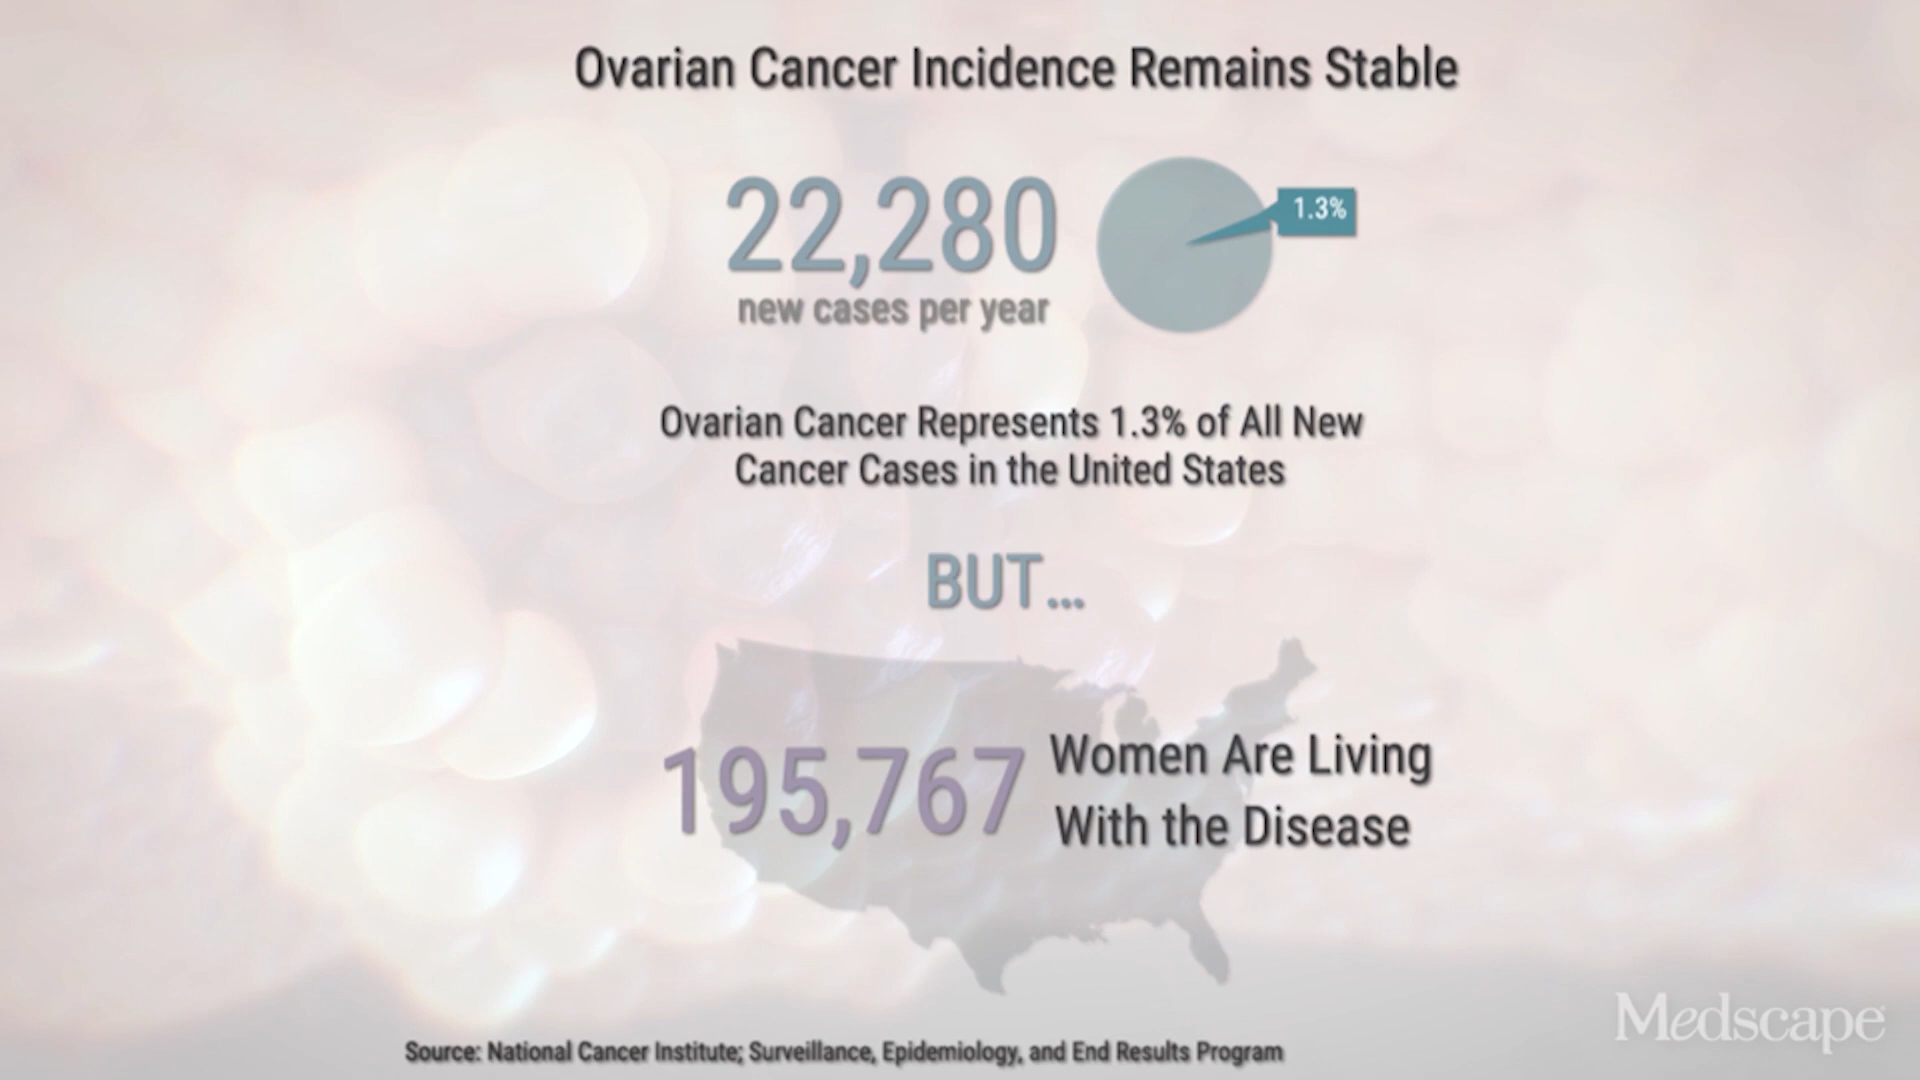 Ovarian Cancer Incidence Remains Stable
22,280
new cases per year
1.3%
Ovarian Cancer Represents 1.3% of All New
Cancer Cases in the United States
BUT...
195,767
Women Are Living
With the Disease
Source: National Cancer Institute; Surveillance, Epidemiology, and End Results Program
Medscape